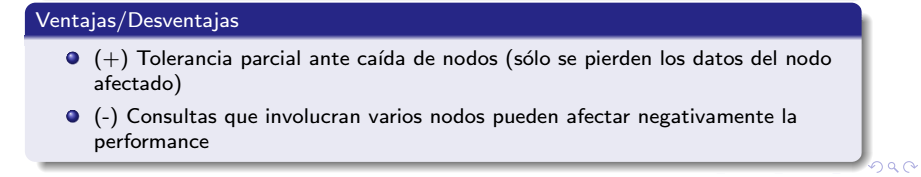 Ventajas/Desventajas
(+) Tolerancia parcial ante caída de nodos (sólo se pierden los datos del nodo
afectado)
(-) Consultas que involucran varios nodos pueden afectar negativamente la
performance